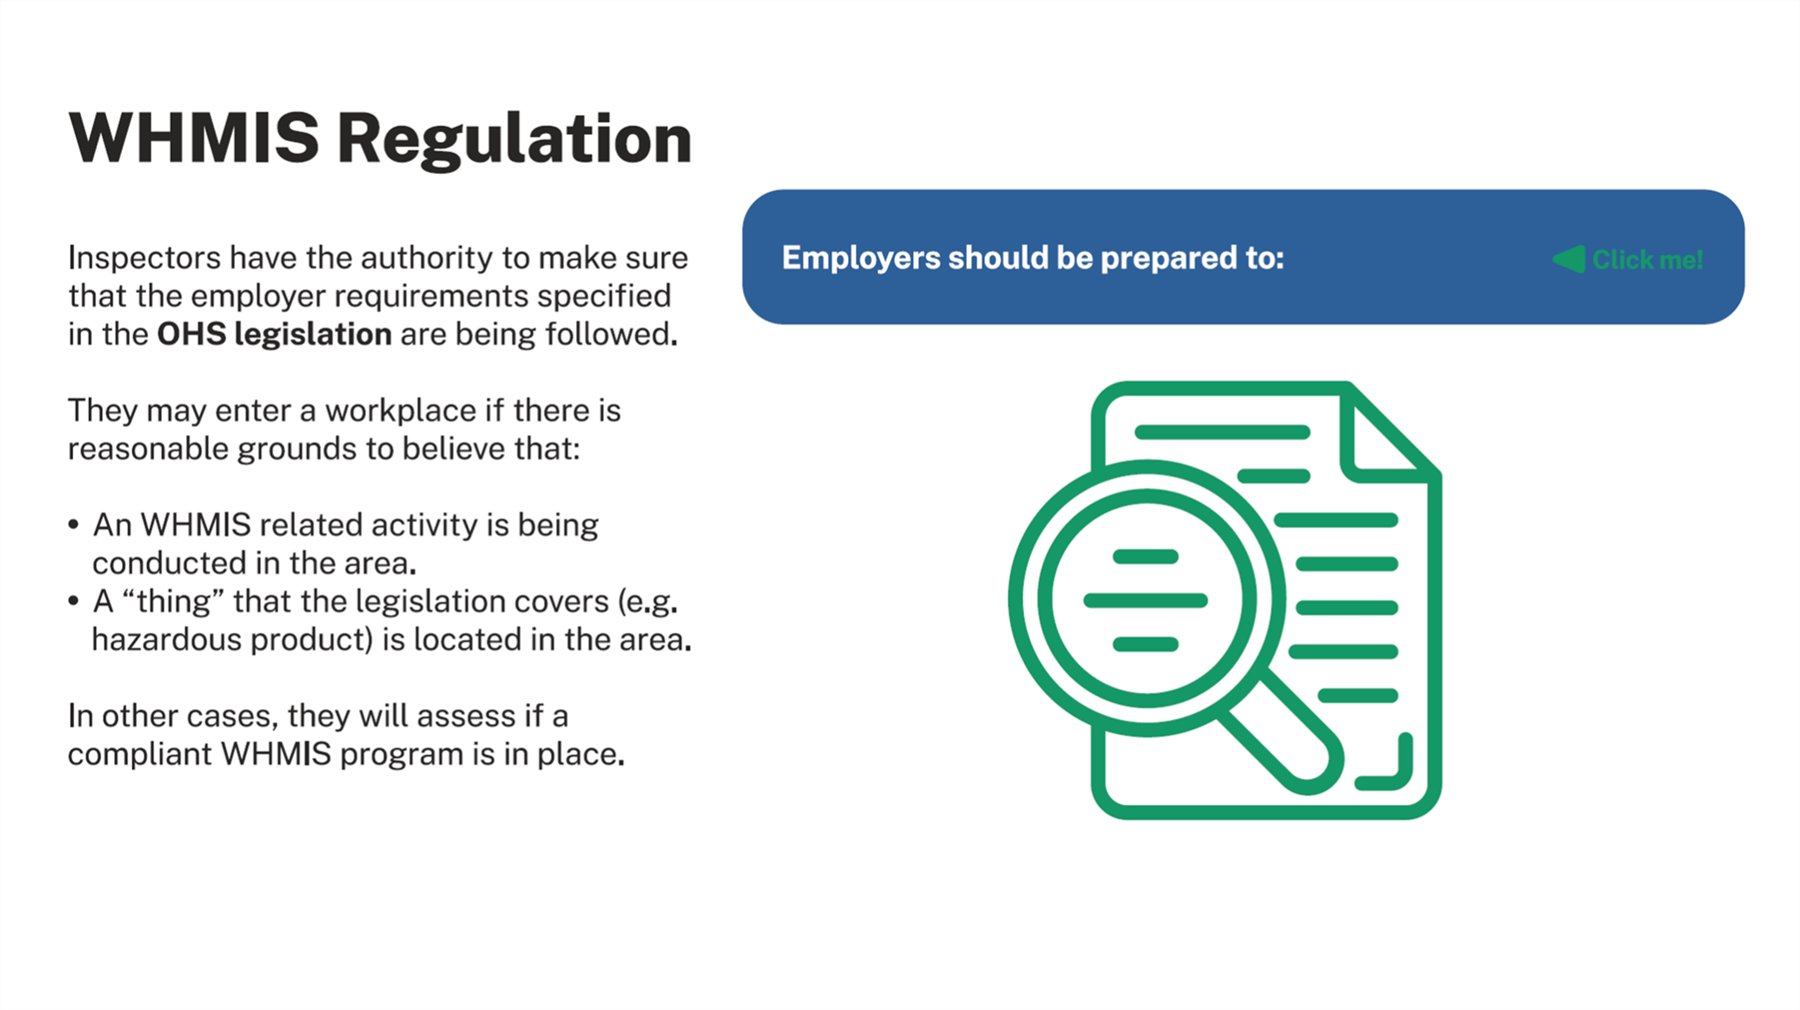 WHMIS Regulation
Inspectors have the authority to make sure
that the employer requirements specified
in the OHS legislation are being followed.
They may enter a workplace if there is
reasonable grounds to believe that:
• An WHMIS related activity is being
conducted in the area.
• A “thing” that the legislation covers (e.g.
hazardous product) is located in the area.
In other cases, they will assess if a
compliant WHMIS program is in place.
Employers should be prepared to:
Click me!